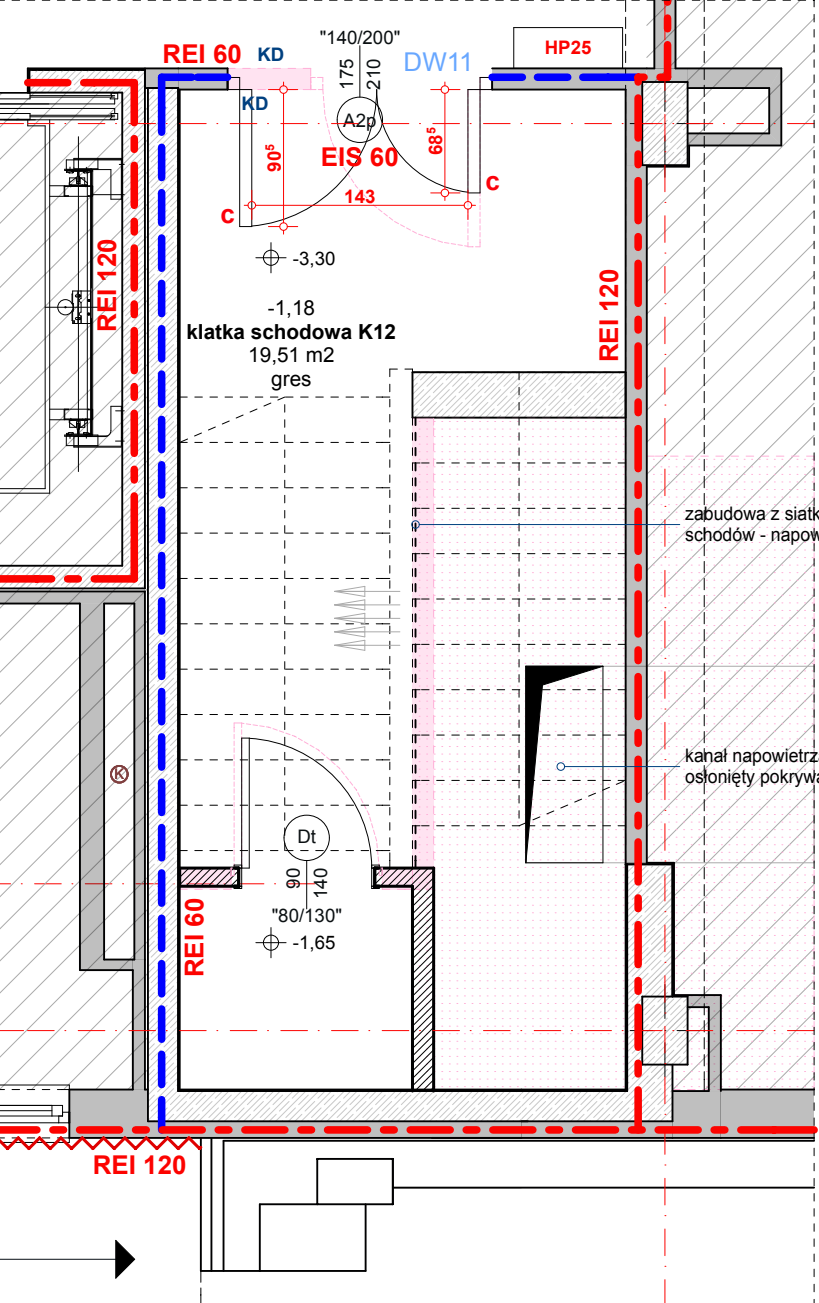 "140/200"
REI 60
KD
175
210
DW11
HP25
KD
A2p
EIS 60
90⁵
68⁵
143
C
C
-3,30
REI 120
REI 120
-1,18
klatka schodowa K12
19,51 m2
gres
zabudowa z siatk
schodów - napow
kanał napowietrz
osłonięty pokrywa
K
Dt
90
140
"80/130"
REI 60
-1,65
REI 120